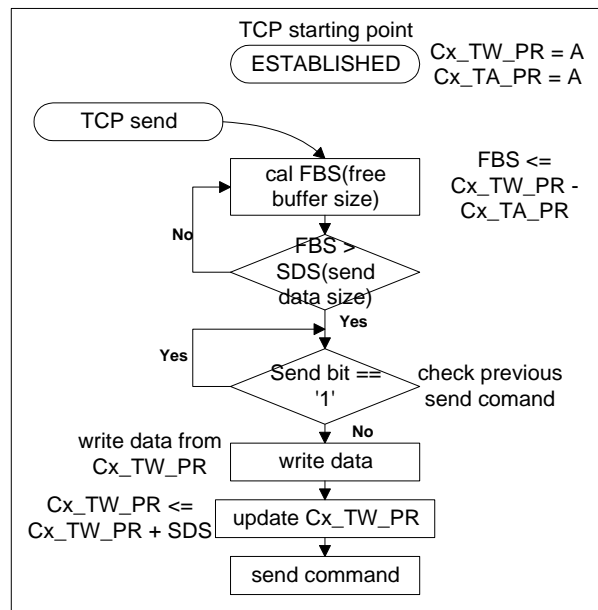 TCP starting point
ESTABLISHED
Cx_TW_PR = A
Cx_TA_PR = A
TCP send
cal FBS(free
buffer size)
FBS <=
Cx_TW_PR -
Cx_TA_PR
No
FBS >
SDS(send
data size)
Yes
Yes
Send bit ==
'1'
check previous
send comand
No
write data from
Cx_TW_PR
write data
Cx_TW_PR <=
Cx_TW_PR + SDS
update Cx_TW_PR
send command